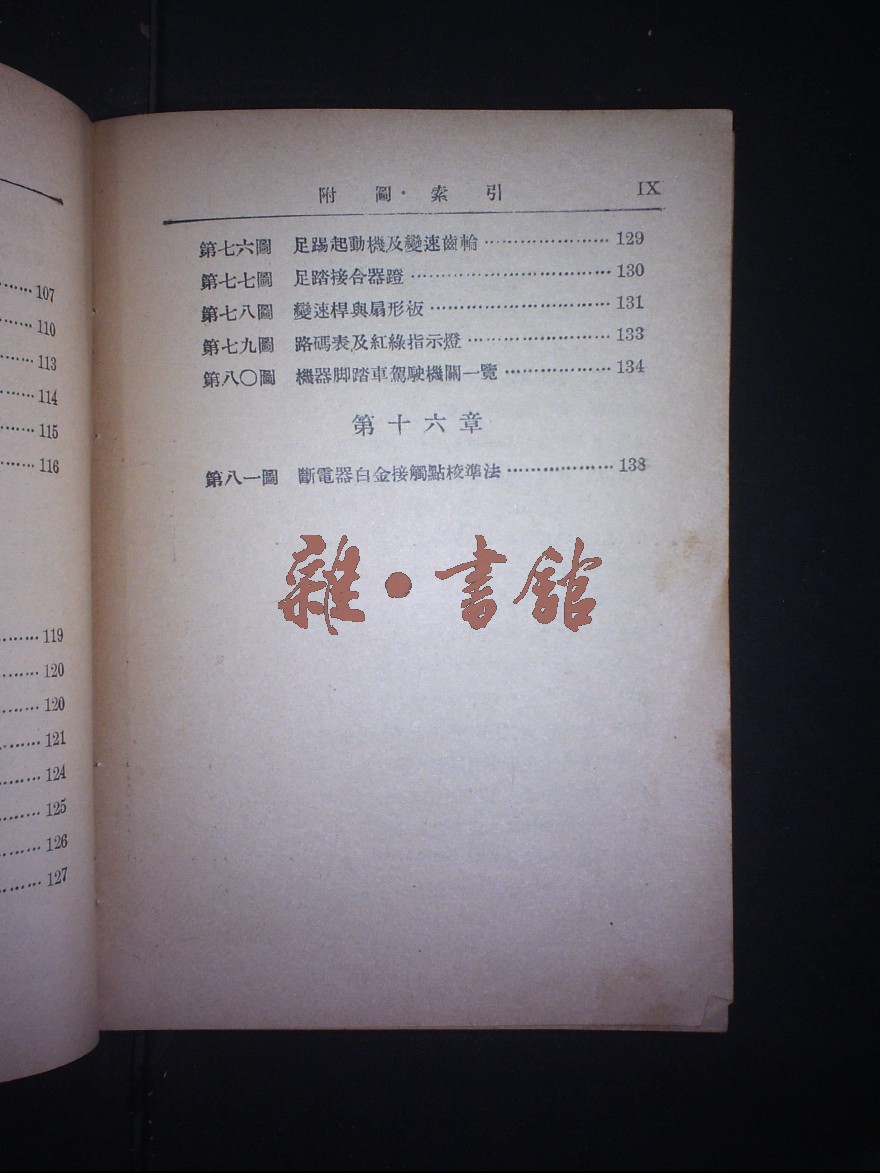 107
110
113
114
115
116
119
120
120
121
124
125
126
127
附圖·索引 IX
第七六圖 足踢起動機及變速齒輪 129
第七七圖 足踏接合器蹬 130
第七八圖 變速桿與扇形板 131
第七九圖 路碼表及紅綠指示燈 133
第八〇圖 機器脚踏車駕駛機關一覽 134
第十六章
第八一圖 斷電器白金接觸點校準法 138
雜·書館